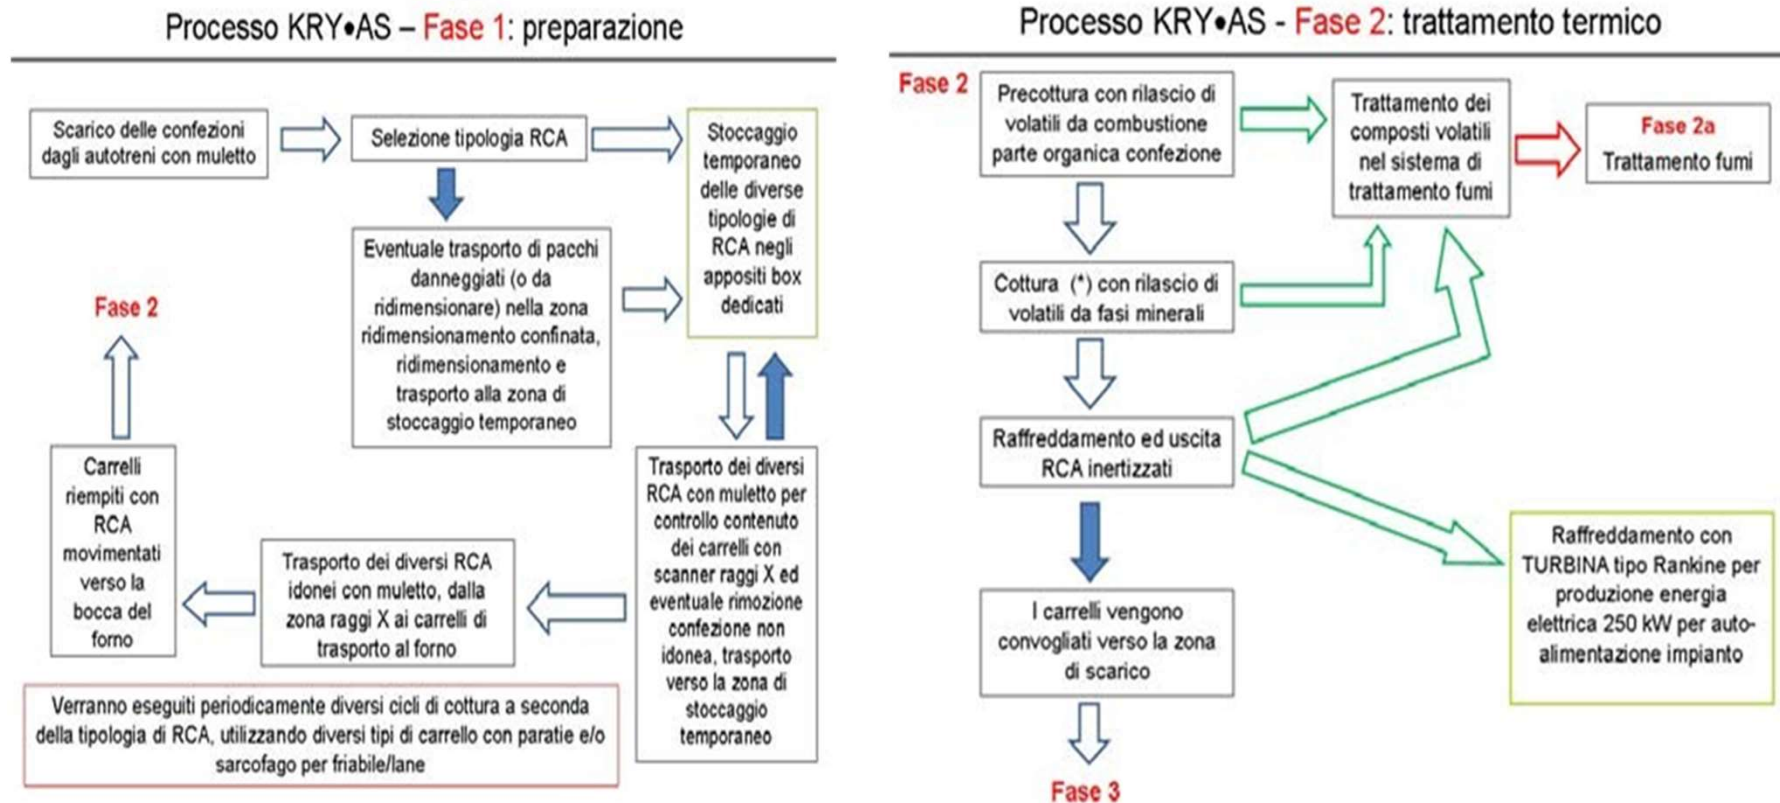 Processo KRY•AS – Fase 1: preparazione
Scarico delle confezioni
dagli autotreni con muletto
Selezione tipologia RCA
Stoccaggio
temporaneo
delle diverse
tipologie di
RCA negli
appositi box
dedicati
Eventuale trasporto di pacchi
danneggiati (o da
ridimensionare) nella zona
ridimensionamento confinata,
ridimensionamento e
trasporto alla zona di
stoccaggio temporaneo
Fase 2
Carrelli
riempiti con
RCA
movimentati
verso la
bocca del
forno
Trasporto dei diversi RCA
idonei con muletto, dalla
zona raggi X ai carrelli di
trasporto al forno
Trasporto dei diversi
RCA con muletto per
controllo contenuto
dei carrelli con
scanner raggi X ed
eventuale rimozione
confezione non
idonea, trasporto
verso la zona di
stoccaggio
temporaneo
Verranno eseguiti periodicamente diversi cicli di cottura a seconda
della tipologia di RCA, utilizzando diversi tipi di carrello con paratie e/o
sarcofago per friabile/lane
Processo KRY•AS - Fase 2: trattamento termico
Fase 2
Precottura con rilascio di
volatili da combustione
parte organica confezione
Trattamento dei
composti volatili
nel sistema di
trattamento fumi
Fase 2a
Trattamento fumi
Cottura (*) con rilascio di
volatili da fasi minerali
Raffreddamento ed uscita
RCA inertizzati
Raffreddamento con
TURBINA tipo Rankine per
produzione energia
elettrica 250 kW per auto-
alimentazione impianto
I carrelli vengono
convogliati verso la zona
di scarico
Fase 3